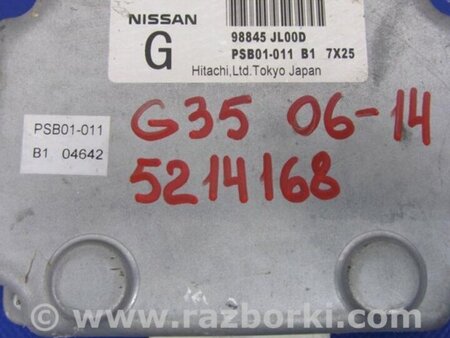 NISSAN
G
98845 JL00D
PSB01-011 B1 7X25
Hitachi,Ltd.Tokyo Japan
PSB01-011
B1 04642
G35 06-14
5214168
www.razborki.com